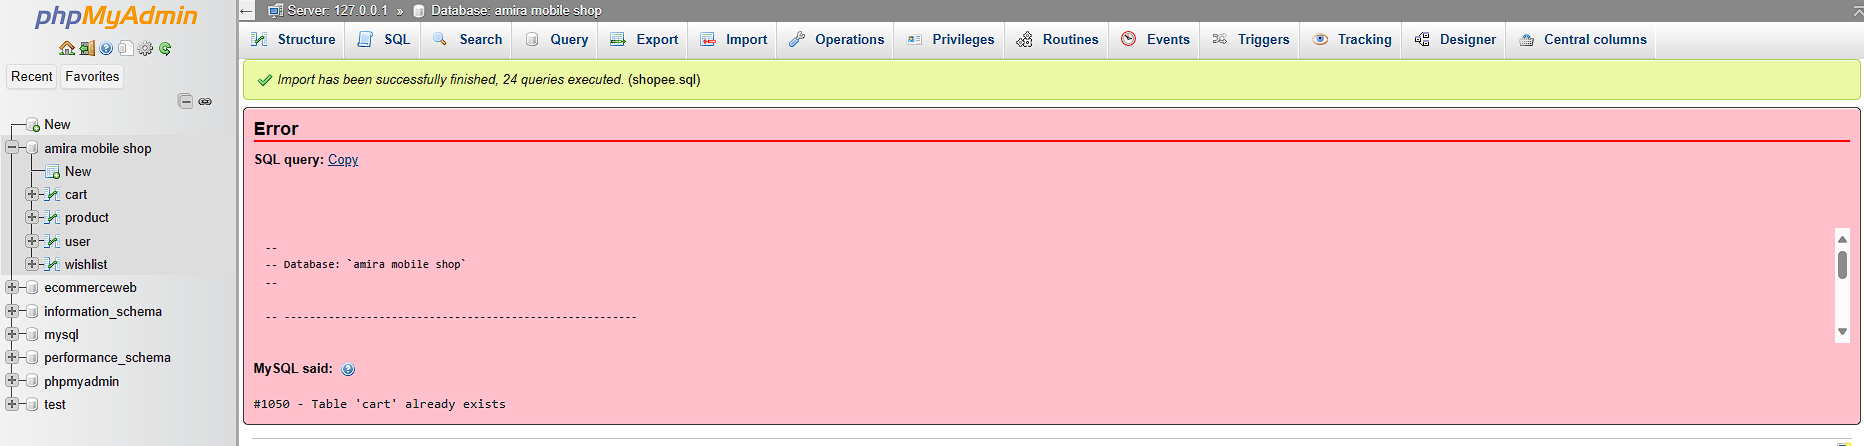 phpMyAdmin
Recent Favorites
New
amira mobile shop
New
cart
product
user
wishlist
ecommerceweb
information_schema
mysql
performance_schema
phpmyadmin
test
Server: 127.0.0.1 » Database: amira mobile shop
Structure SQL Search Query Export Import Operations Privileges Routines Events Triggers Tracking Designer Central columns
Import has been successfully finished, 24 queries executed. (shopee.sql)
Error
SQL query: Copy
--
-- Database: `amira mobile shop`
--
-- --------------------------------------------------------
MySQL said:
#1050 - Table 'cart' already exists